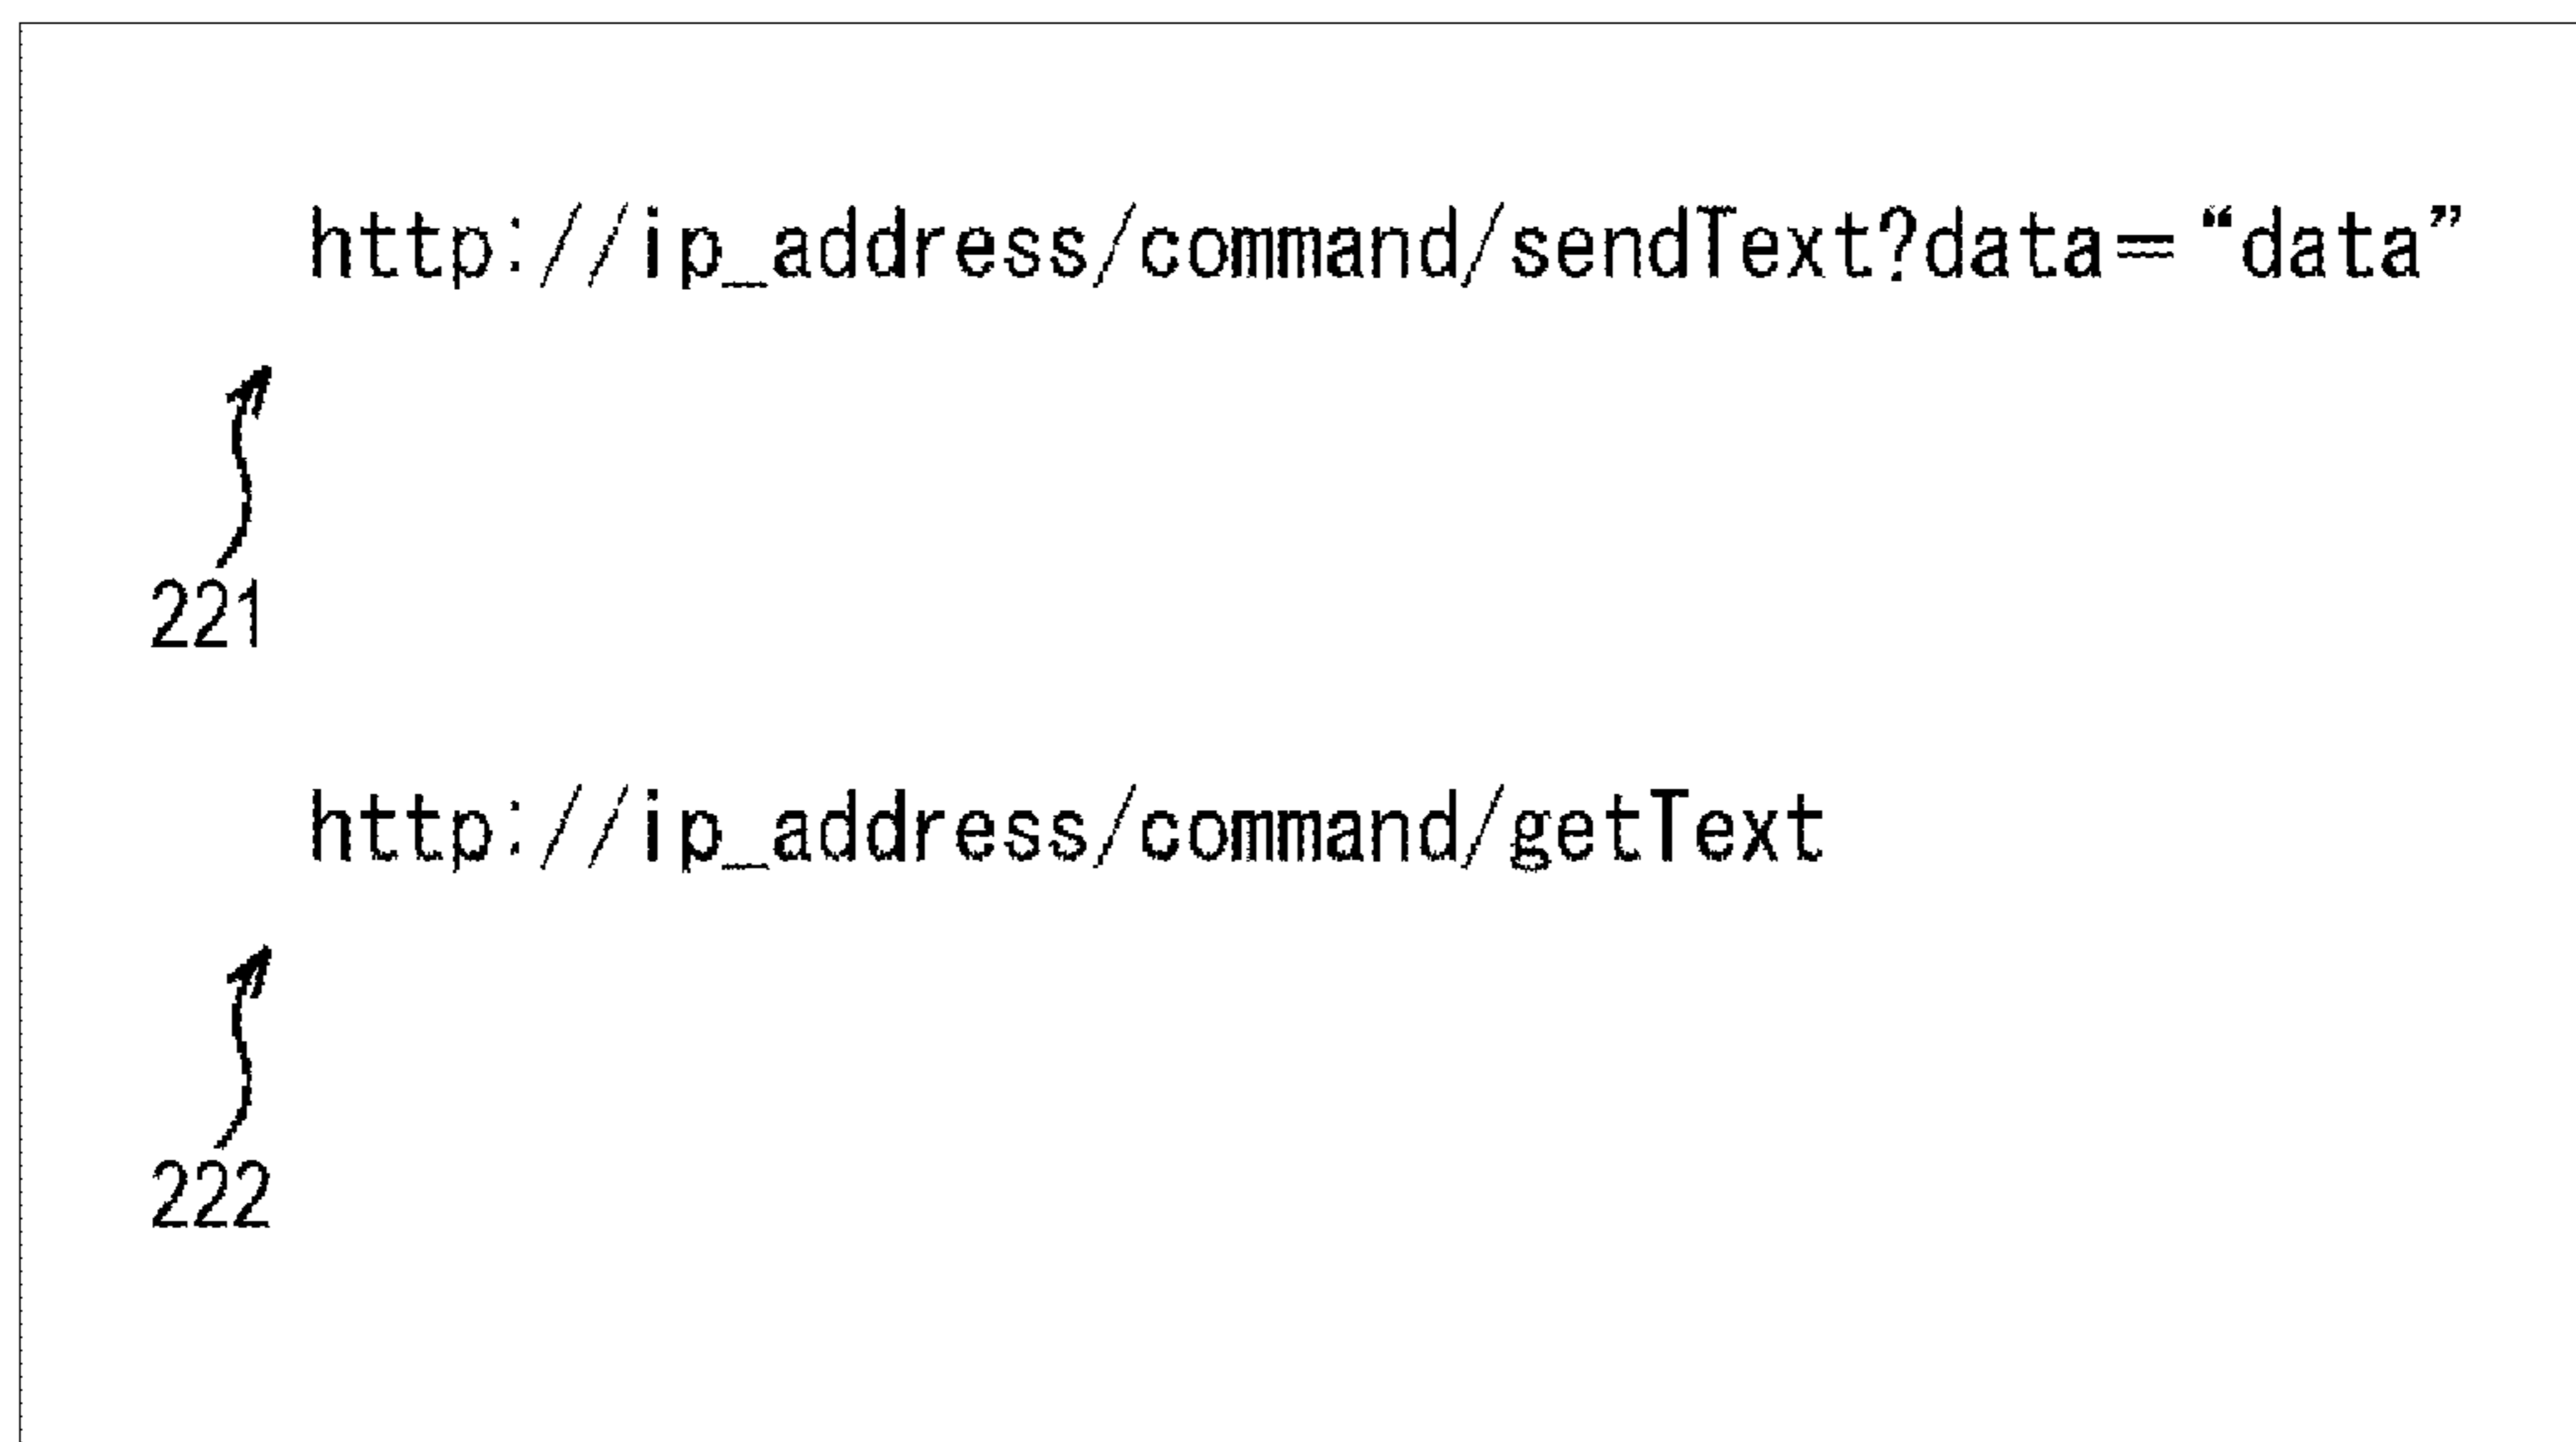 http://ip_address/command/sendText?data=“data”
221
http://ip_address/command/getText
222